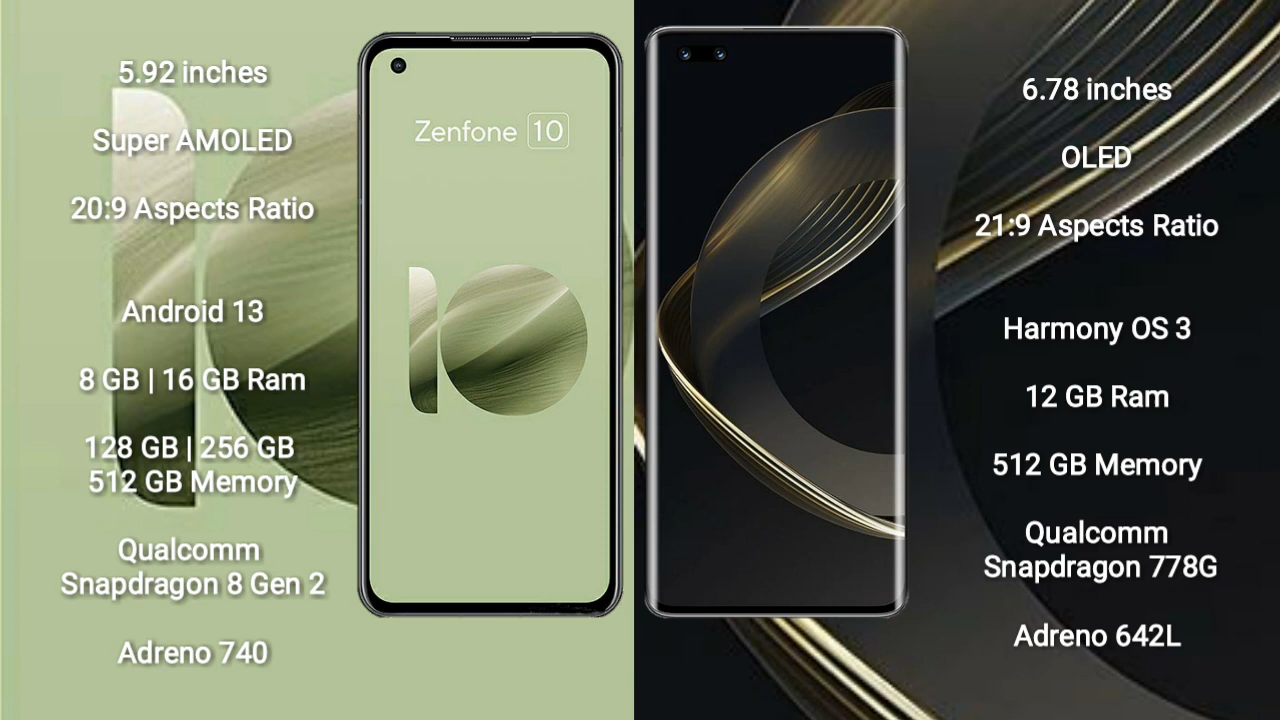 5.92 inches
Super AMOLED
20:9 Aspects Ratio
Android 13
8 GB | 16 GB Ram
128 GB | 256 GB
512 GB Memory
Qualcomm
Snapdragon 8 Gen 2
Adreno 740
Zenfone 10
10
6.78 inches
OLED
21:9 Aspects Ratio
Harmony OS 3
12 GB Ram
512 GB Memory
Qualcomm
Snapdragon 778G
Adreno 642L